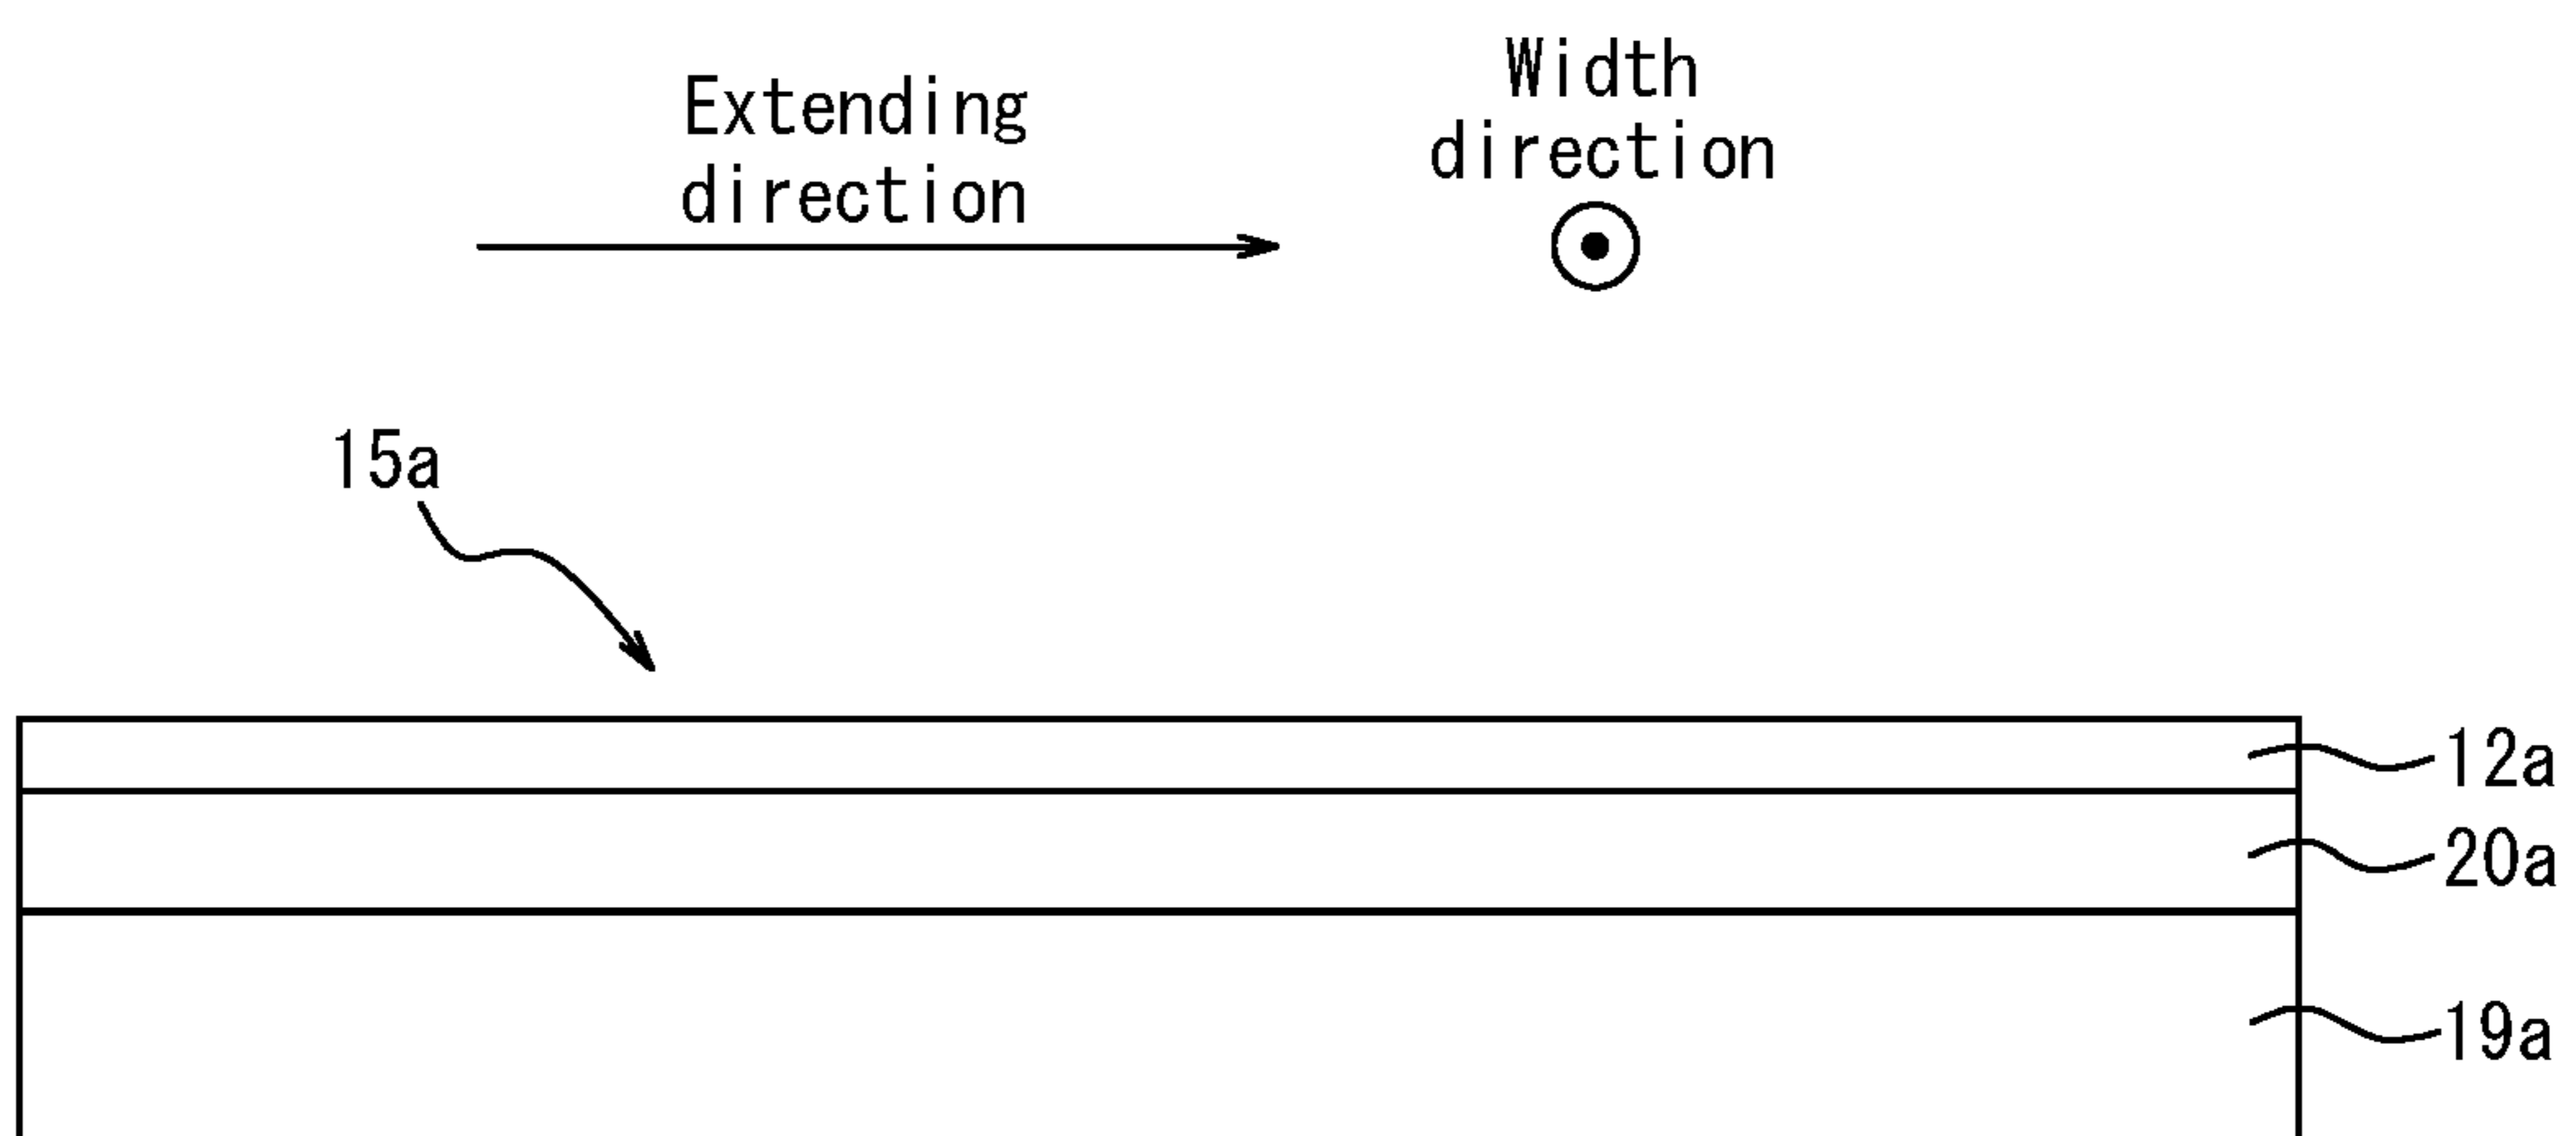 Extending
direction
Width
direction
15a
12a
20a
19a